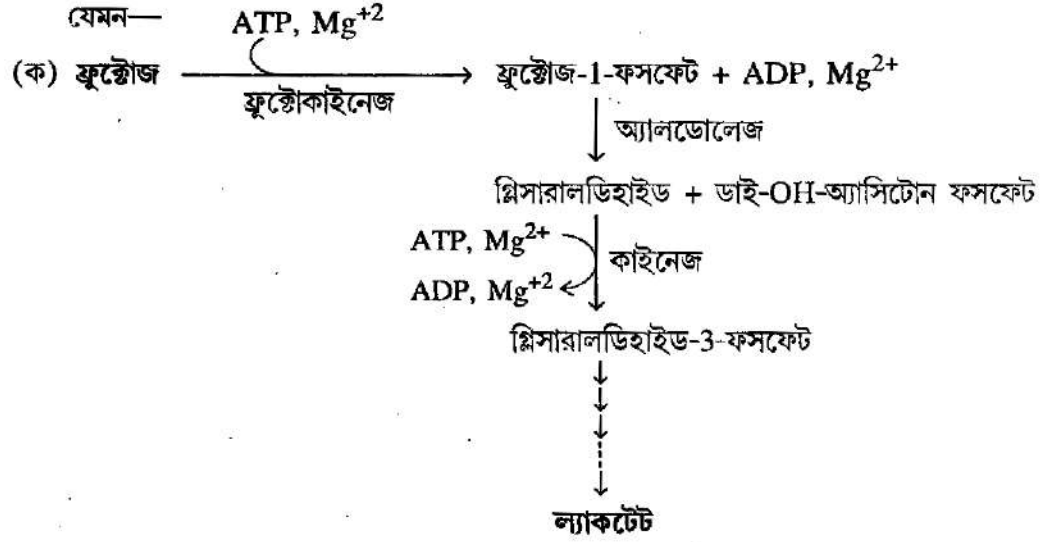 যেমন—
ATP, Mg⁺²
(ক) ফ্রুক্টোজ ⟶ ফ্রুক্টোজ-1-ফসফেট + ADP, Mg²⁺
ফ্রুক্টোকাইনেজ
অ্যালডোলেজ
গ্লিসারালডিহাইড + ডাই-OH-অ্যাসিটোন ফসফেট
ATP, Mg²⁺
কাইনেজ
ADP, Mg⁺²
গ্লিসারালডিহাইড-3-ফসফেট
ল্যাকটেট